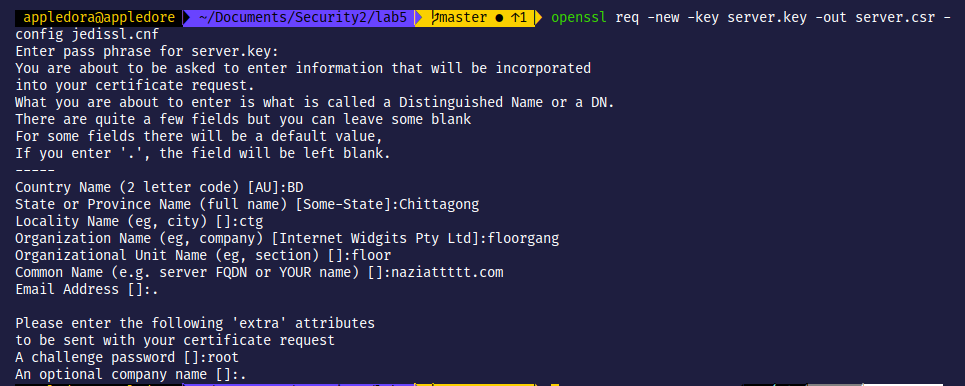 appledora@appledore ~/Documents/Security2/lab5 master ● ↑1 openssl req -new -key server.key -out server.csr -
config jedissl.cnf
Enter pass phrase for server.key:
You are about to be asked to enter information that will be incorporated
into your certificate request.
What you are about to enter is what is called a Distinguished Name or a DN.
There are quite a few fields but you can leave some blank
For some fields there will be a default value,
If you enter '.', the field will be left blank.
-----
Country Name (2 letter code) [AU]:BD
State or Province Name (full name) [Some-State]:Chittagong
Locality Name (eg, city) []:ctg
Organization Name (eg, company) [Internet Widgits Pty Ltd]:floorgang
Organizational Unit Name (eg, section) []:floor
Common Name (e.g. server FQDN or YOUR name) []:naziattttt.com
Email Address []:.
Please enter the following 'extra' attributes
to be sent with your certificate request
A challenge password []:root
An optional company name []:.